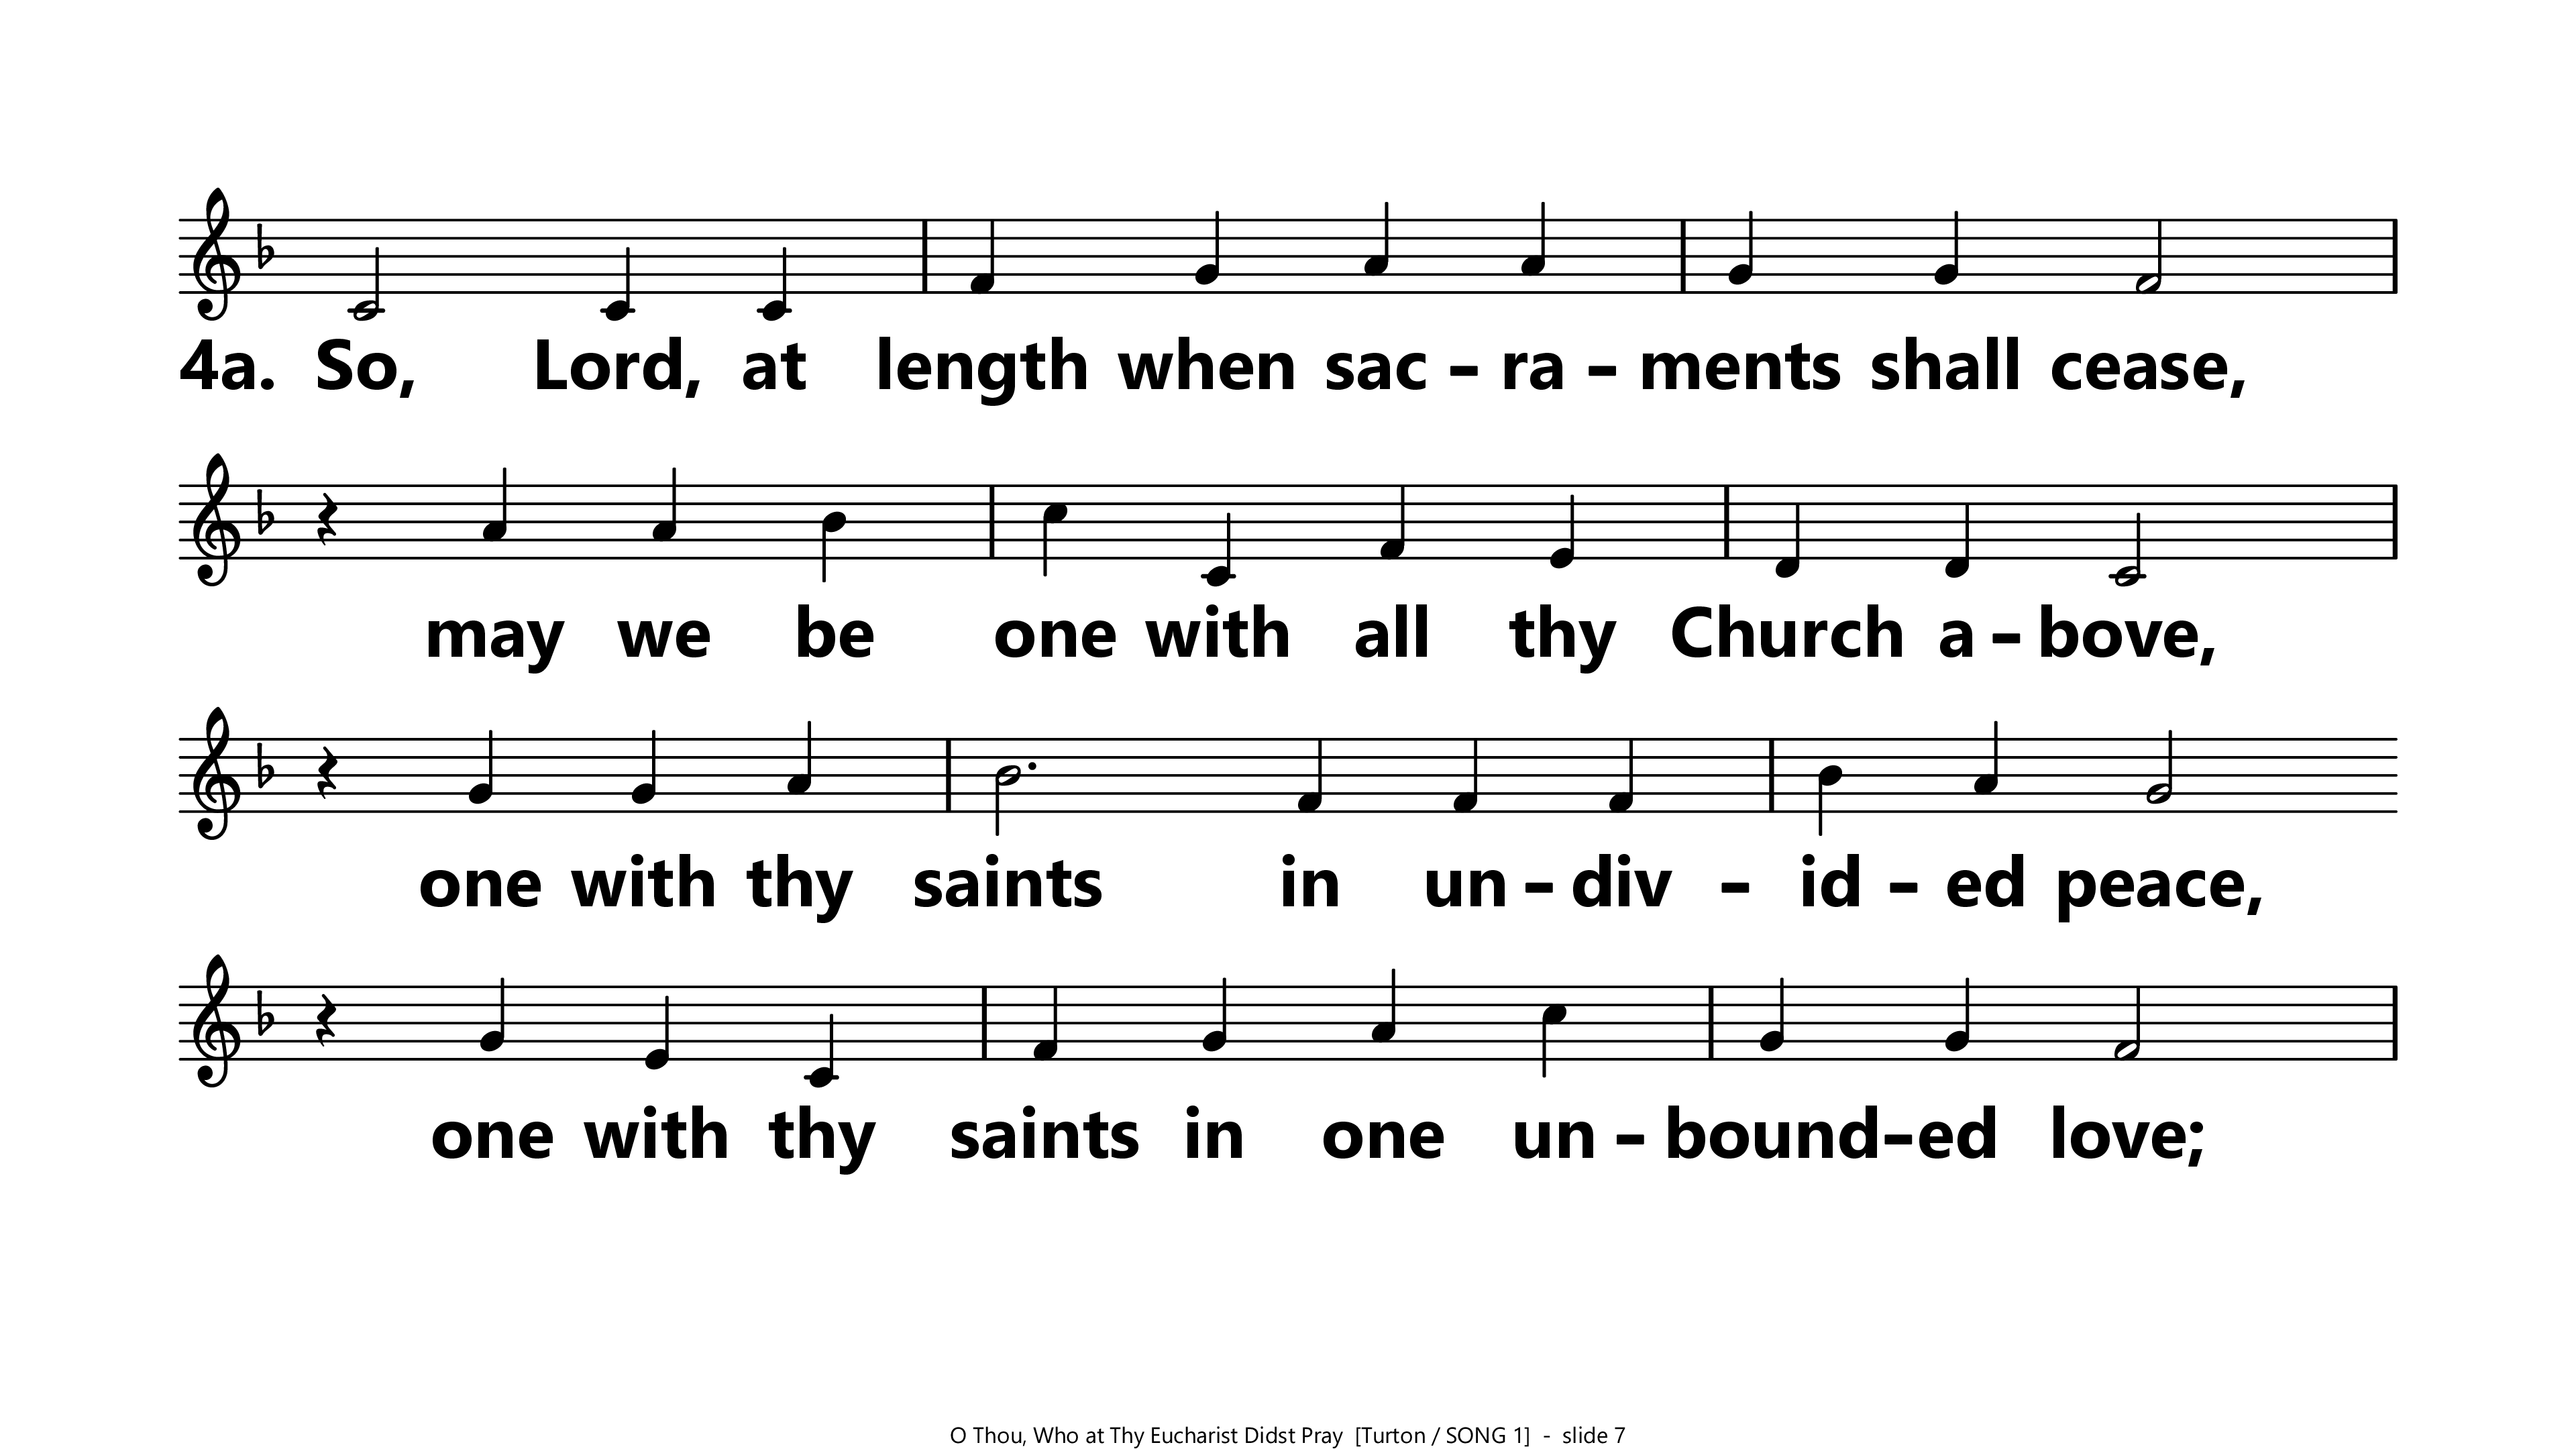 4a. So, Lord, at length when sac – ra – ments shall cease,
may we be one with all thy Church a – bove,
one with thy saints in un – div – id – ed peace,
one with thy saints in one un – bound–ed love;
O Thou, Who at Thy Eucharist Didst Pray [Turton / SONG 1] - slide 7